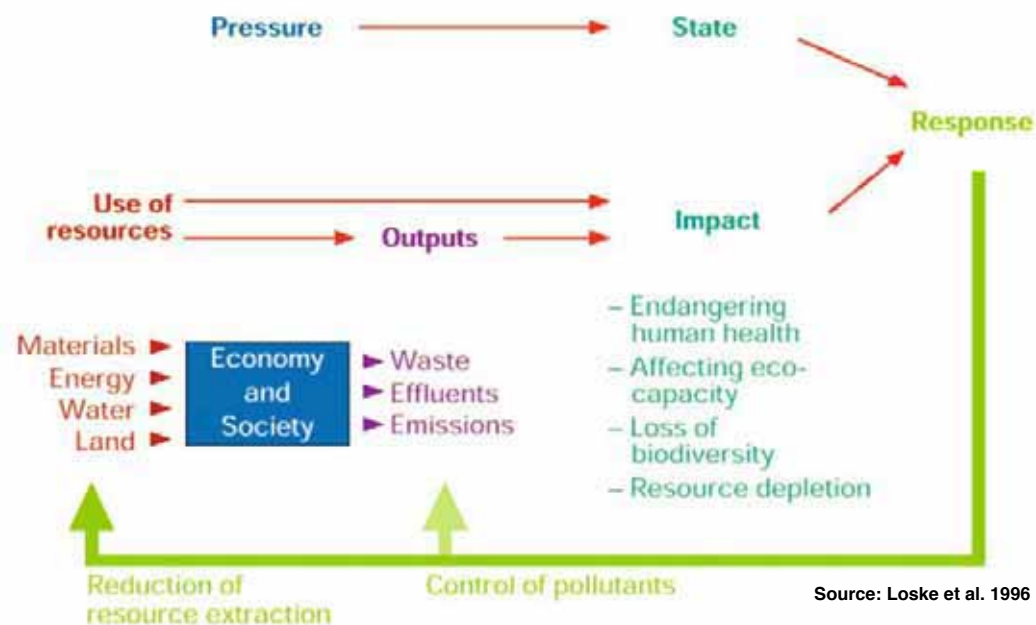 Pressure
State
Response
Use of
resources
Outputs
Impact
Materials
Energy
Water
Land
Economy
and
Society
Waste
Effluents
Emissions
– Endangering
human health
– Affecting eco-
capacity
– Loss of
biodiversity
– Resource depletion
Reduction of
resource extraction
Control of pollutants
Source: Loske et al. 1996